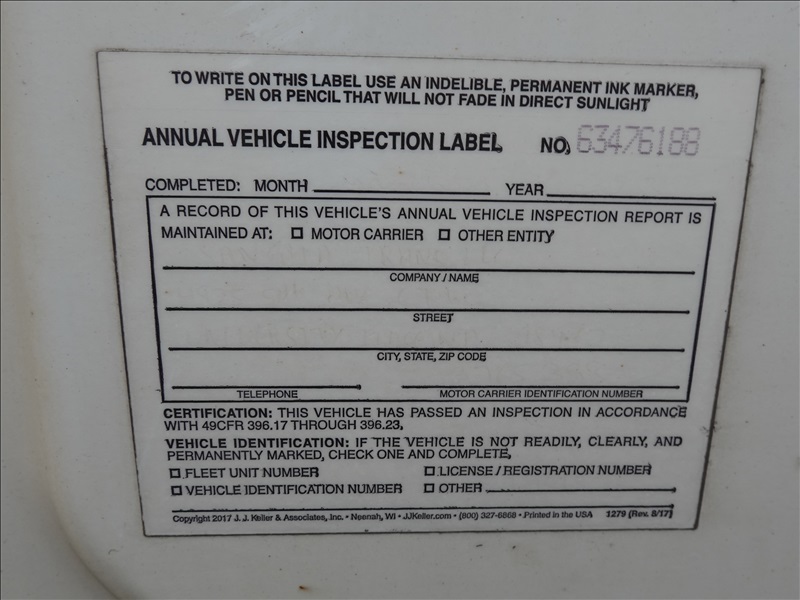 TO WRITE ON THIS LABEL USE AN INDELIBLE, PERMANENT INK MARKER,
PEN OR PENCIL THAT WILL NOT FADE IN DIRECT SUNLIGHT
ANNUAL VEHICLE INSPECTION LABEL NO. 63476188
COMPLETED: MONTH YEAR
A RECORD OF THIS VEHICLE'S ANNUAL VEHICLE INSPECTION REPORT IS
MAINTAINED AT: ☐ MOTOR CARRIER ☐ OTHER ENTITY
COMPANY / NAME
STREET
CITY, STATE, ZIP CODE
TELEPHONE MOTOR CARRIER IDENTIFICATION NUMBER
CERTIFICATION: THIS VEHICLE HAS PASSED AN INSPECTION IN ACCORDANCE
WITH 49CFR 396.17 THROUGH 396.23.
VEHICLE IDENTIFICATION: IF THE VEHICLE IS NOT READILY, CLEARLY, AND
PERMANENTLY MARKED, CHECK ONE AND COMPLETE.
☐ FLEET UNIT NUMBER ☐ LICENSE / REGISTRATION NUMBER
☐ VEHICLE IDENTIFICATION NUMBER ☐ OTHER
Copyright 2017 J. J. Keller & Associates, Inc. • Neenah, WI • JJKeller.com • (800) 327-6868 • Printed in the USA 1279 (Rev. 8/17)